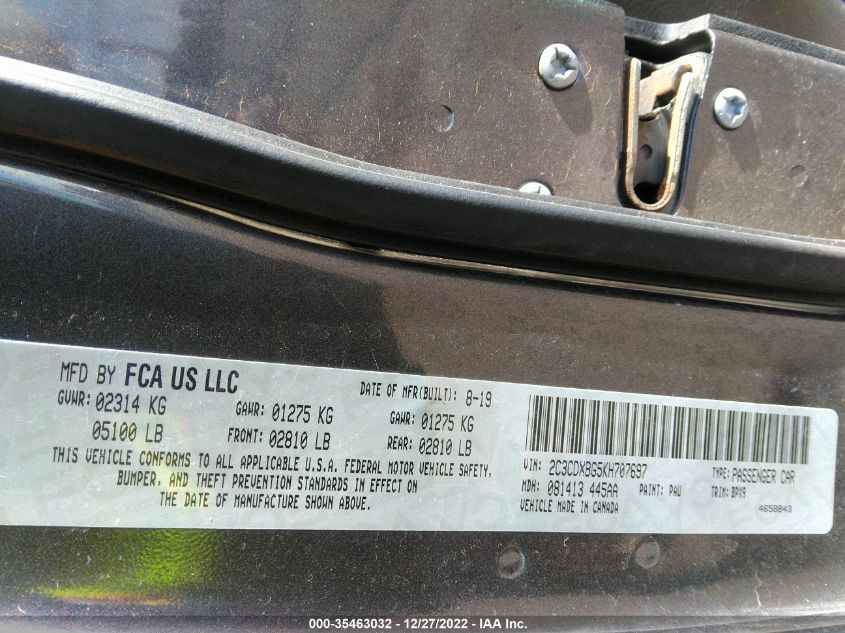 MFD BY FCA US LLC
DATE OF MFR(BUILT): 8-19
GVWR: 02314 KG
GAWR: 01275 KG
GAWR: 01275 KG
05100 LB
FRONT: 02810 LB
REAR: 02810 LB
THIS VEHICLE CONFORMS TO ALL APPLICABLE U.S.A. FEDERAL MOTOR VEHICLE SAFETY,
BUMPER, AND THEFT PREVENTION STANDARDS IN EFFECT ON
THE DATE OF MANUFACTURE SHOWN ABOVE.
VIN: 2C3CDXBG5KH707697
TYPE: PASSENGER CAR
MDH: 081413 445AA
PAINT: PAU
TRIM: BPX9
VEHICLE MADE IN CANADA
4658843
000-35463032 - 12/27/2022 - IAA Inc.